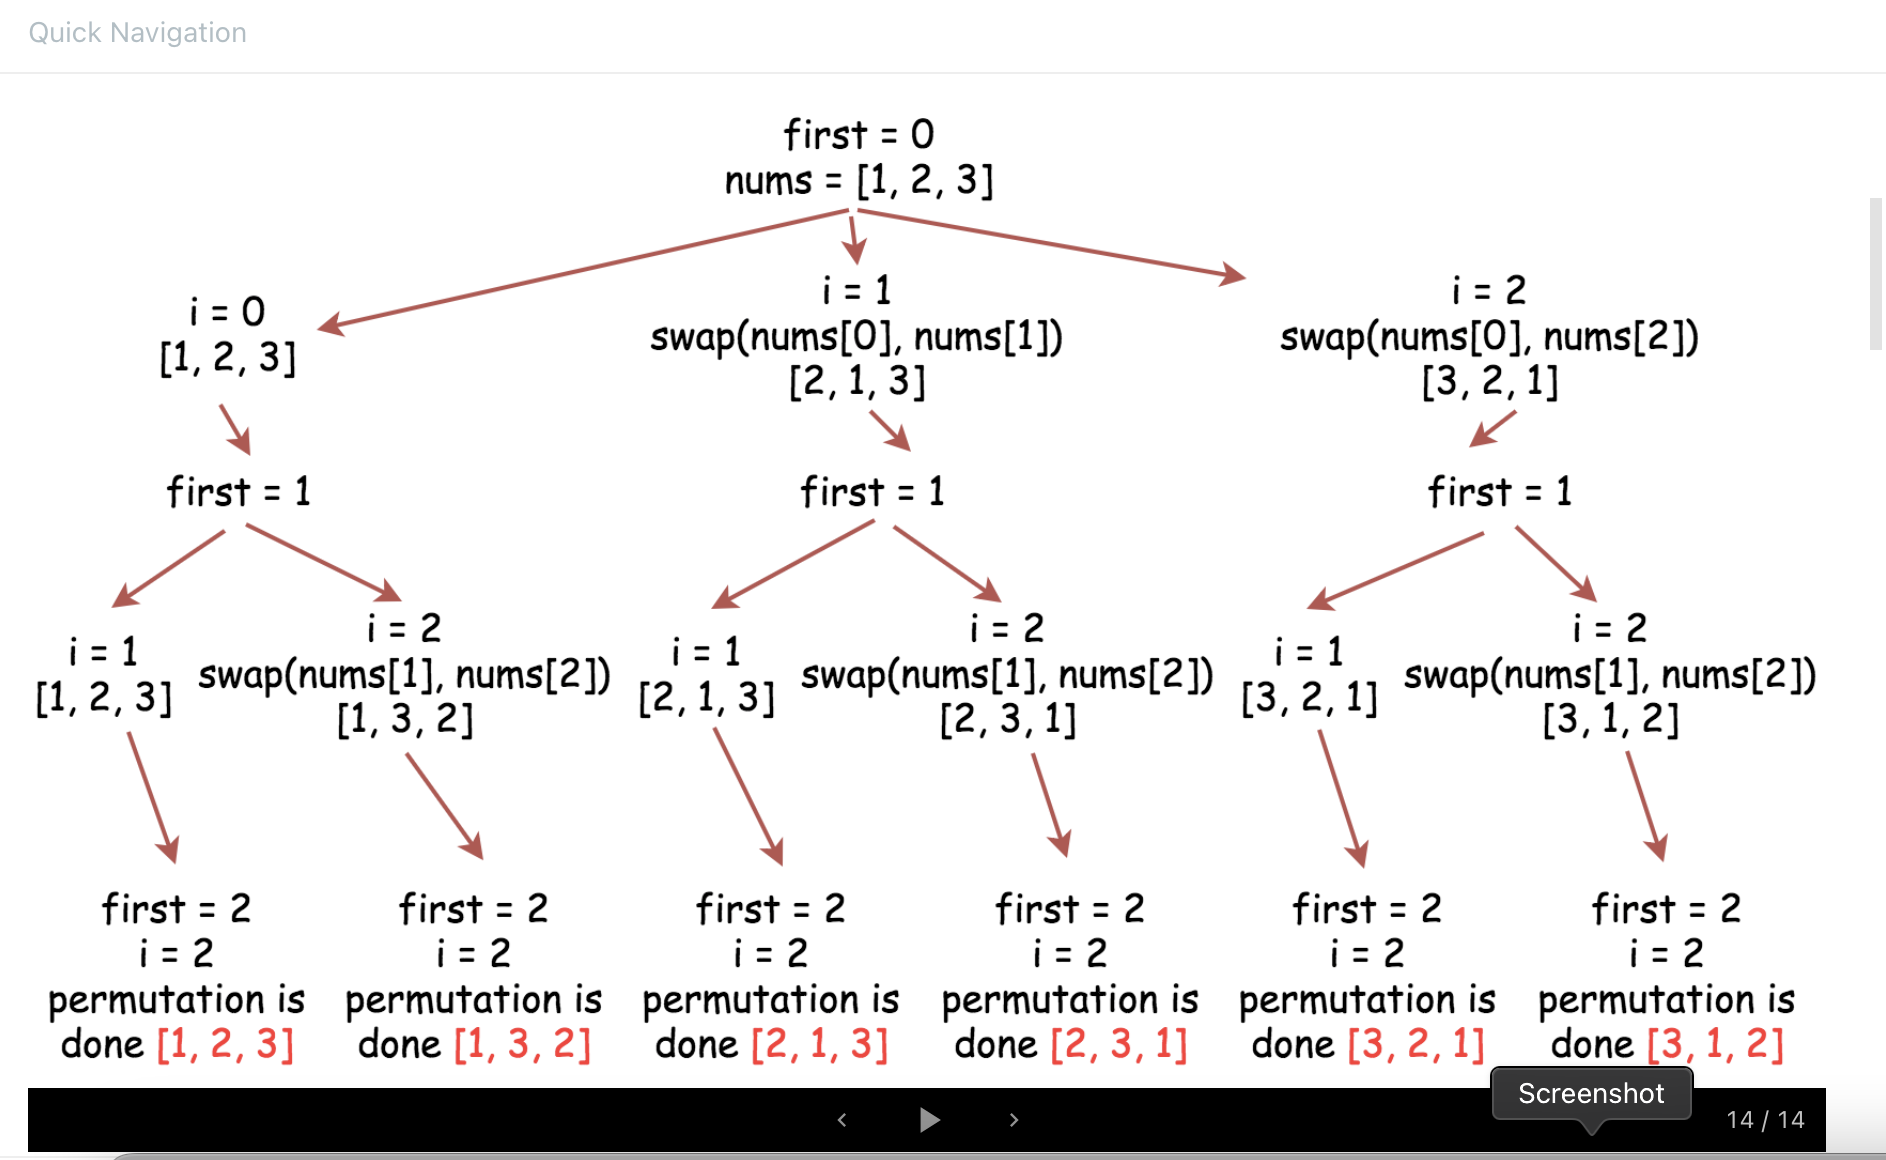 Quick Navigation
first = 0
nums = [1, 2, 3]
i = 0
[1, 2, 3]
i = 1
swap(nums[0], nums[1])
[2, 1, 3]
i = 2
swap(nums[0], nums[2])
[3, 2, 1]
first = 1
first = 1
first = 1
i = 1
[1, 2, 3]
i = 2
swap(nums[1], nums[2])
[1, 3, 2]
i = 1
[2, 1, 3]
i = 2
swap(nums[1], nums[2])
[2, 3, 1]
i = 1
[3, 2, 1]
i = 2
swap(nums[1], nums[2])
[3, 1, 2]
first = 2
i = 2
permutation is
done [1, 2, 3]
first = 2
i = 2
permutation is
done [1, 3, 2]
first = 2
i = 2
permutation is
done [2, 1, 3]
first = 2
i = 2
permutation is
done [2, 3, 1]
first = 2
i = 2
permutation is
done [3, 2, 1]
first = 2
i = 2
permutation is
done [3, 1, 2]
Screenshot
14 / 14